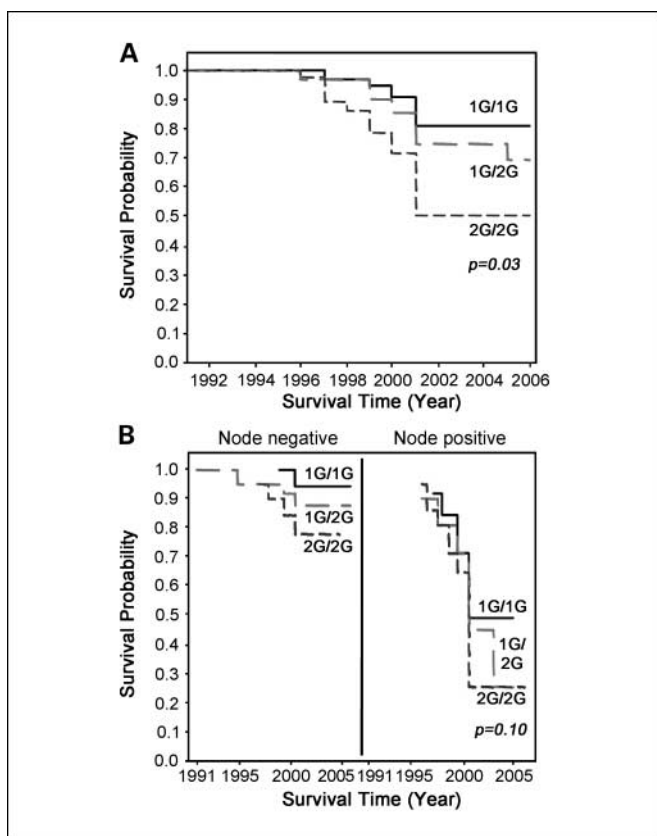 A
Survival Probability
1.0
0.9
0.8
0.7
0.6
0.5
0.4
0.3
0.2
0.1
0.0
1G/1G
1G/2G
2G/2G
p=0.03
1992 1994 1996 1998 2000 2002 2004 2006
Survival Time (Year)
B
Node negative Node positive
Survival Probability
1.0
0.9
0.8
0.7
0.6
0.5
0.4
0.3
0.2
0.1
0.0
1G/1G
1G/2G
2G/2G
1G/1G
1G/
2G
2G/2G
p=0.10
1991 1995 2000 2005 1991 1995 2000 2005
Survival Time (Year)